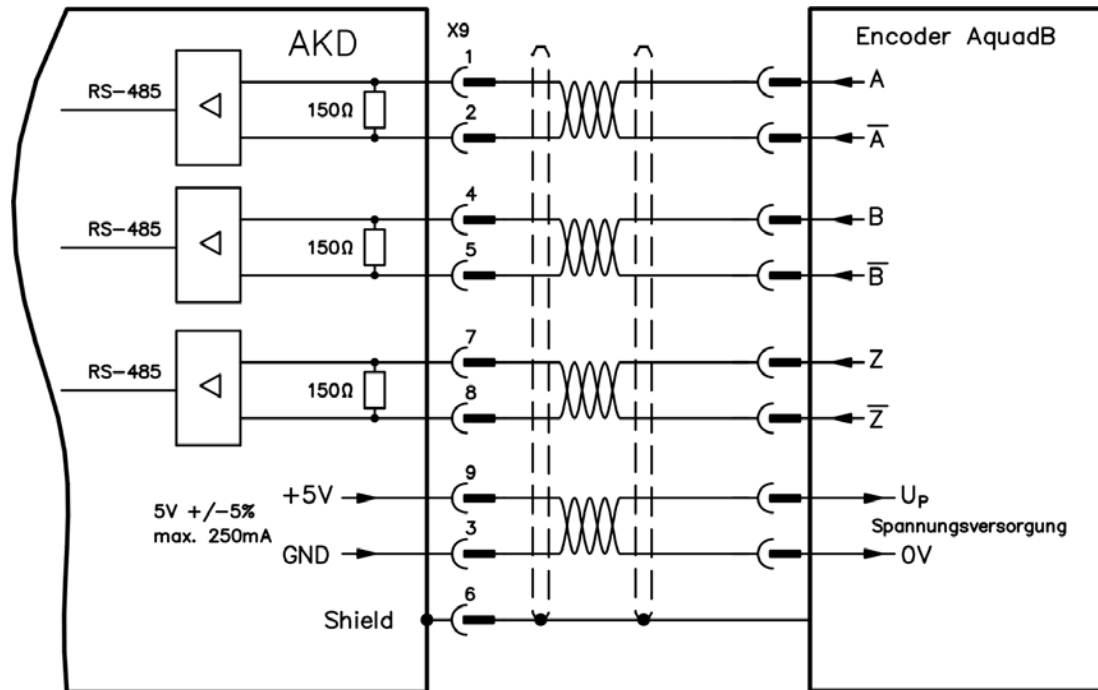 AKD
X9
Encoder AquadB
RS-485
150Ω
1
2
A
A̅
RS-485
150Ω
4
5
B
B̅
RS-485
150Ω
7
8
Z
Z̅
5V +/-5%
max. 250mA
+5V
GND
9
3
U_P
Spannungsversorgung
0V
Shield
6